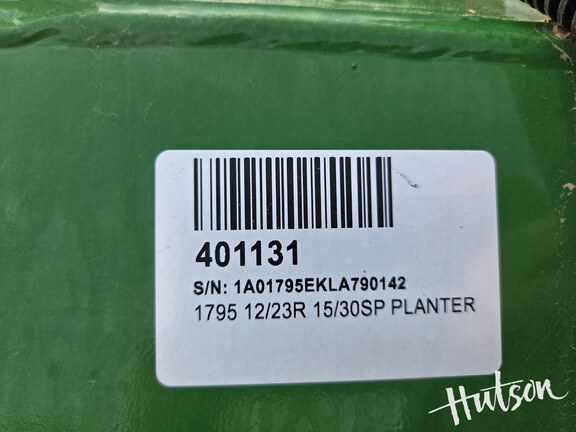 401131
S/N: 1A01795EKLA790142
1795 12/23R 15/30SP PLANTER
Hutson